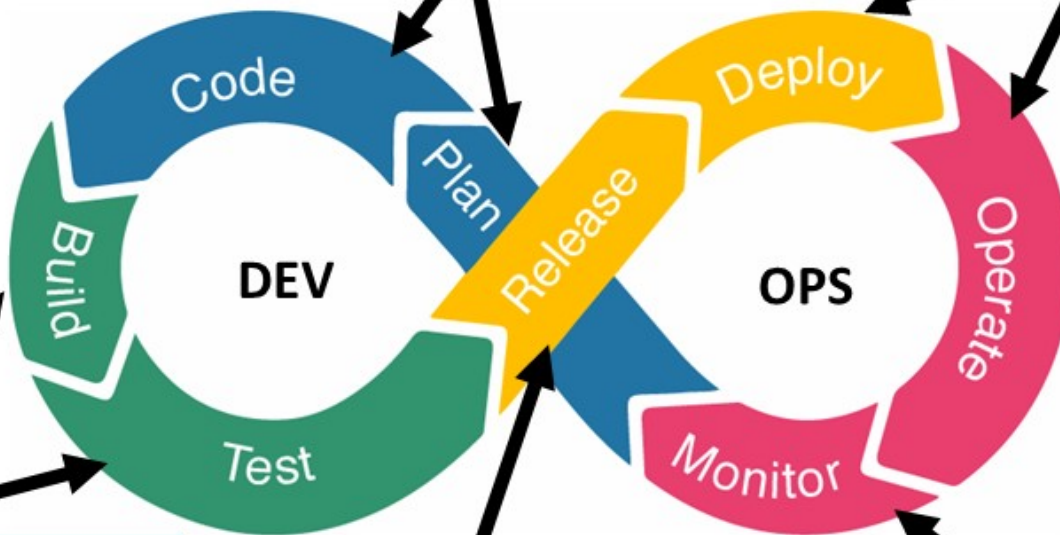 Code
Plan
Build
Test
Release
Deploy
Operate
Monitor
DEV
OPS